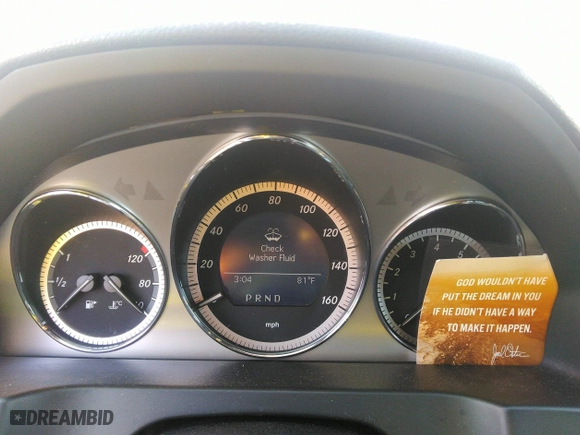 1
120
1/2
80
°C
20
40
60
80
100
120
140
160
Check
Washer Fluid
3:04 81°F
P R N D
mph
1
2
3
4
5
GOD WOULDN'T HAVE
PUT THE DREAM IN YOU
IF HE DIDN'T HAVE A WAY
TO MAKE IT HAPPEN.
DREAMBID